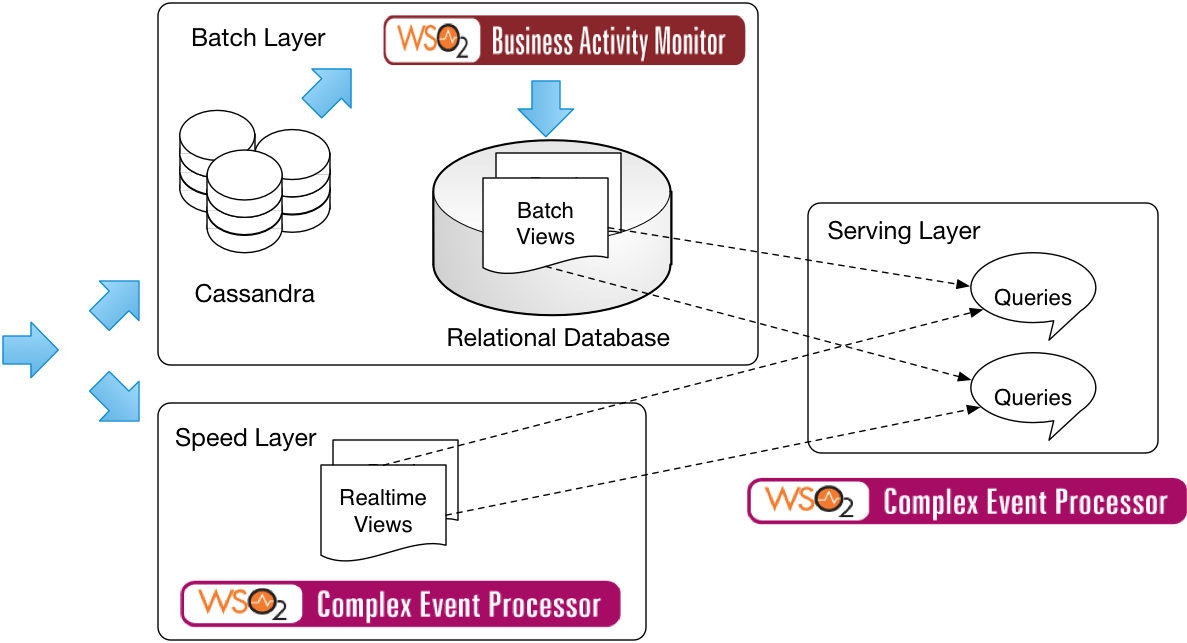 Batch Layer
WSO2 Business Activity Monitor
Batch
Views
Cassandra
Relational Database
Serving Layer
Queries
Queries
Speed Layer
Realtime
Views
WSO2 Complex Event Processor
WSO2 Complex Event Processor